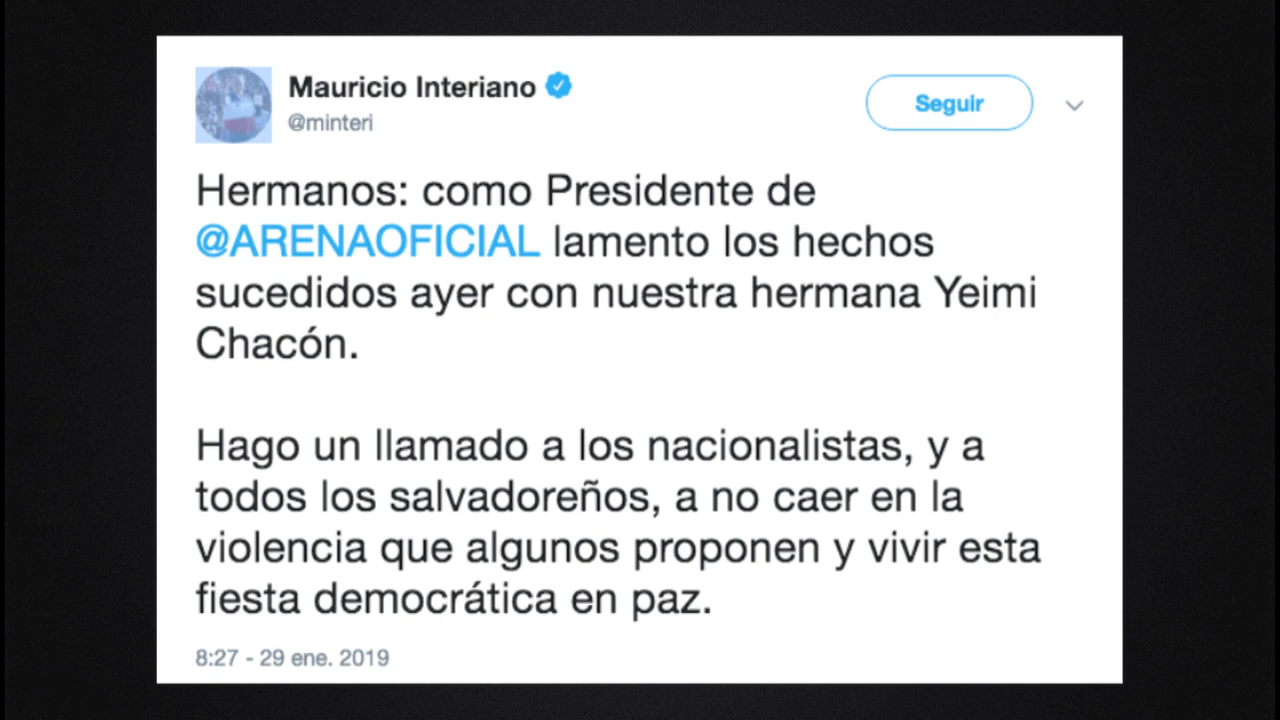 Mauricio Interiano
@minteri
Seguir
Hermanos: como Presidente de
@ARENAOFICIAL lamento los hechos
sucedidos ayer con nuestra hermana Yeimi
Chacón.
Hago un llamado a los nacionalistas, y a
todos los salvadoreños, a no caer en la
violencia que algunos proponen y vivir esta
fiesta democrática en paz.
8:27 - 29 ene. 2019